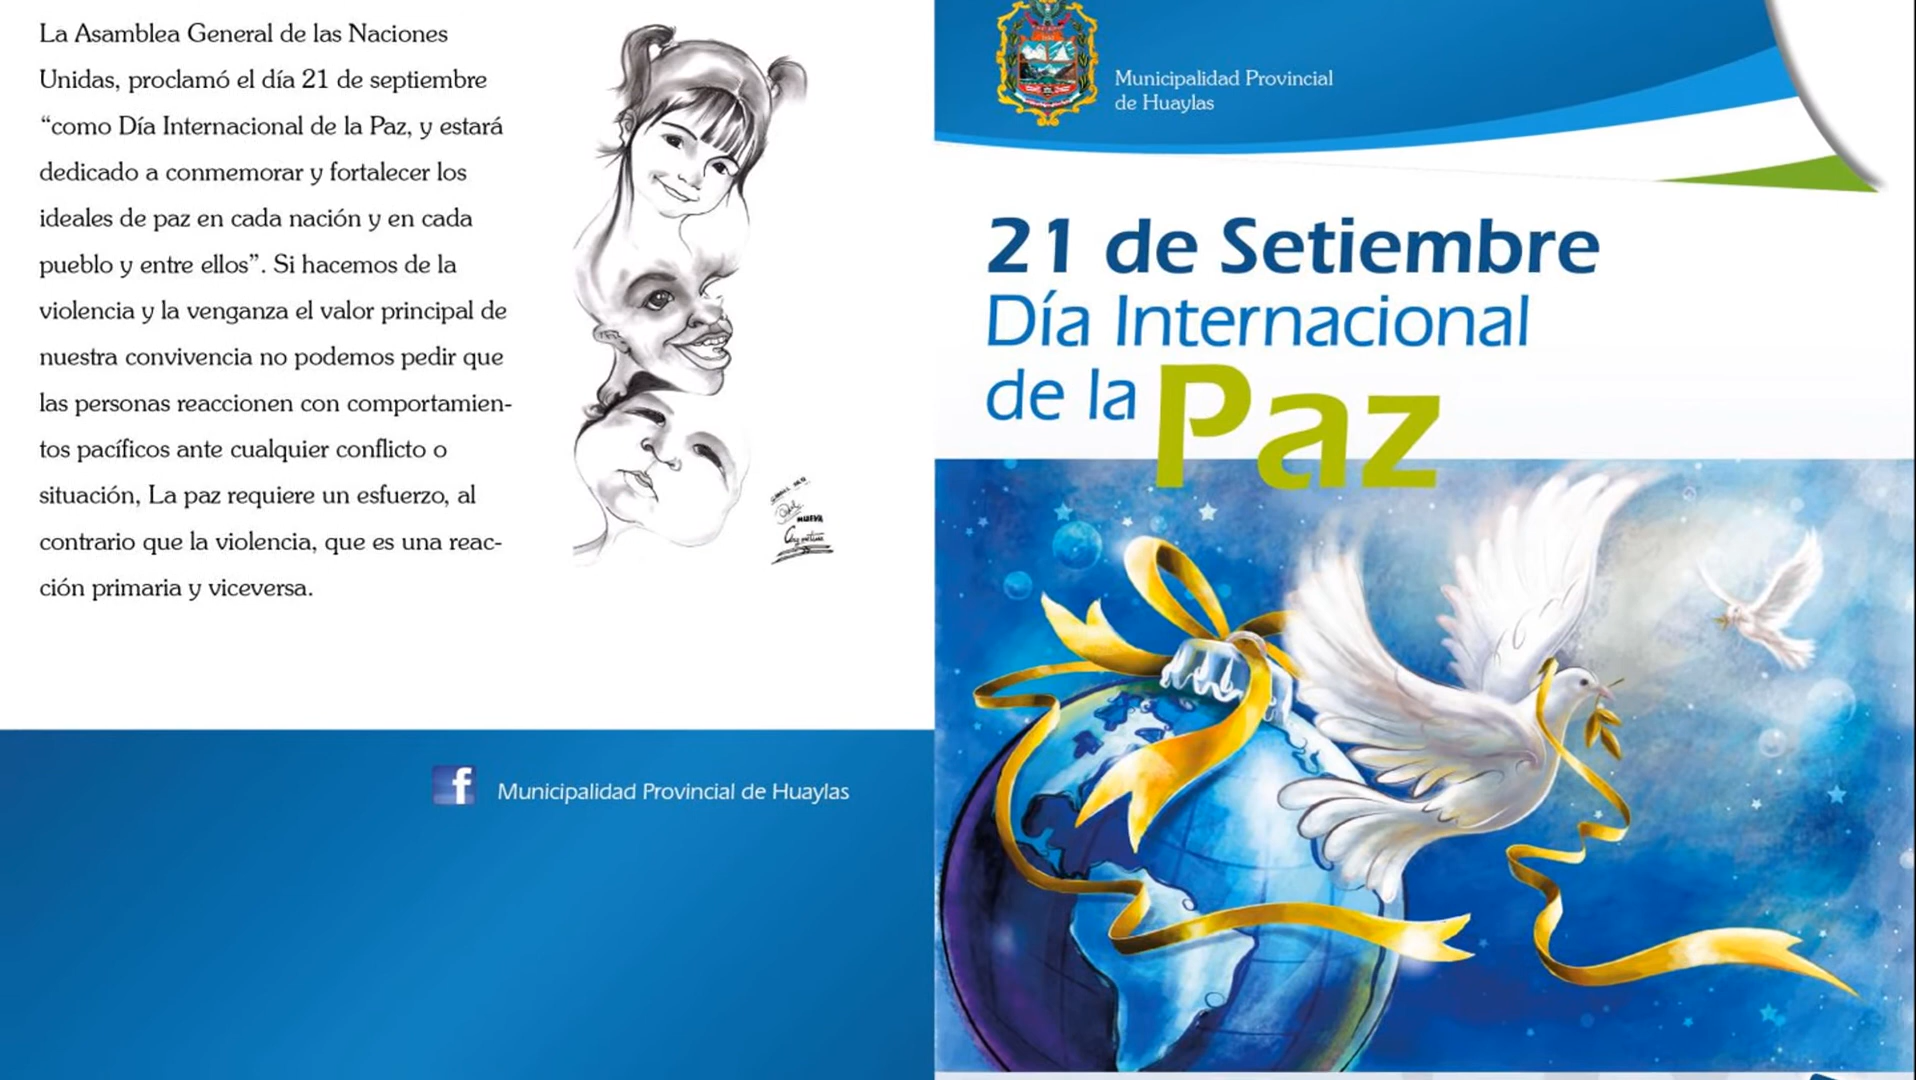 La Asamblea General de las Naciones
Unidas, proclamó el día 21 de septiembre
“como Día Internacional de la Paz, y estará
dedicado a conmemorar y fortalecer los
ideales de paz en cada nación y en cada
pueblo y entre ellos”. Si hacemos de la
violencia y la venganza el valor principal de
nuestra convivencia no podemos pedir que
las personas reaccionen con comportamien-
tos pacíficos ante cualquier conflicto o
situación, La paz requiere un esfuerzo, al
contrario que la violencia, que es una reac-
ción primaria y viceversa.
Municipalidad Provincial de Huaylas
Municipalidad Provincial
de Huaylas
21 de Setiembre
Día Internacional
de la Paz